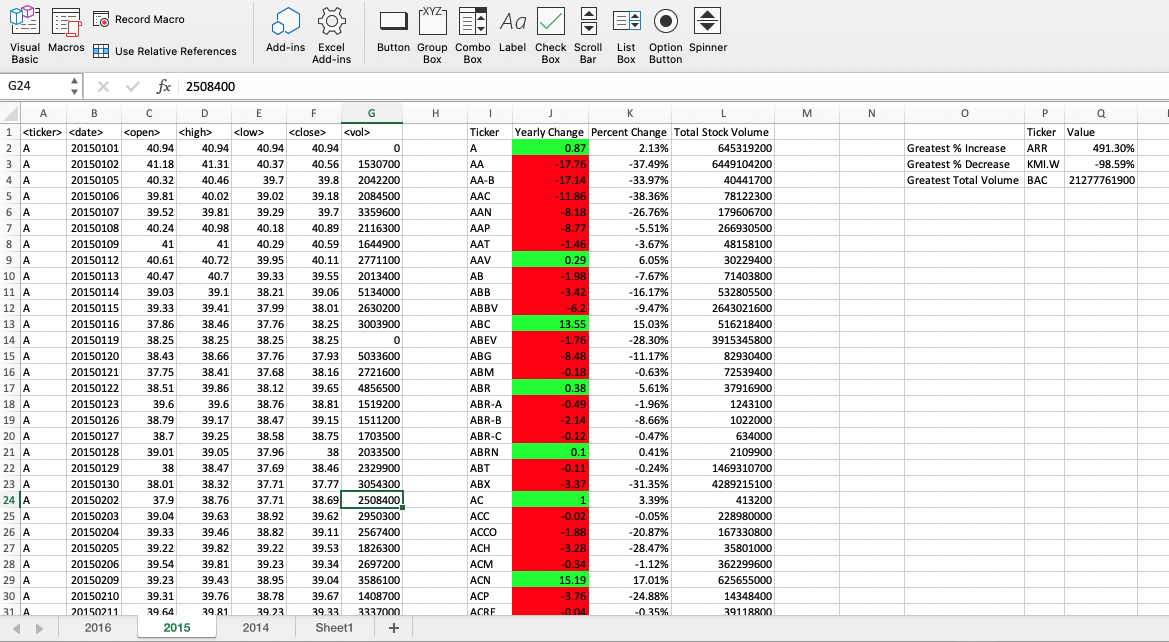 Visual Basic Macros Record Macro Use Relative References Add-ins Excel Add-ins Button Group Box Combo Box Label Check Box Scroll Bar List Box Option Button Spinner
XYZ Aa
G24 fx 2508400
A B C D E F G H I J K L M N O P Q
1 <ticker> <date> <open> <high> <low> <close> <vol> Ticker Yearly Change Percent Change Total Stock Volume Ticker Value
2 A 20150101 40.94 40.94 40.94 40.94 0 A 0.87 2.13% 645319200 Greatest % Increase ARR 491.30%
3 A 20150102 41.18 41.31 40.37 40.56 1530700 AA -17.76 -37.49% 6449104200 Greatest % Decrease KMI.W -98.59%
4 A 20150105 40.32 40.46 39.7 39.8 2042200 AA-B -17.14 -33.97% 40441700 Greatest Total Volume BAC 21277761900
5 A 20150106 39.81 40.02 39.02 39.18 2084500 AAC -11.86 -38.36% 78122300
6 A 20150107 39.52 39.81 39.29 39.7 3359600 AAN -8.18 -26.76% 179606700
7 A 20150108 40.24 40.98 40.18 40.89 2116300 AAP -8.77 -5.51% 266930500
8 A 20150109 41 41 40.29 40.59 1644900 AAT -1.46 -3.67% 48158100
9 A 20150112 40.61 40.72 39.95 40.11 2771100 AAV 0.29 6.05% 30229400
10 A 20150113 40.47 40.7 39.33 39.55 2013400 AB -1.98 -7.67% 71403800
11 A 20150114 39.03 39.1 38.21 39.06 5134000 ABB -3.42 -16.17% 532805500
12 A 20150115 39.33 39.41 37.99 38.01 2630200 ABBV -6.2 -9.47% 2643021600
13 A 20150116 37.86 38.46 37.76 38.25 3003900 ABC 13.55 15.03% 516218400
14 A 20150119 38.25 38.25 38.25 38.25 0 ABEV -1.76 -28.30% 3915345800
15 A 20150120 38.43 38.66 37.76 37.93 5033600 ABG -8.48 -11.17% 82930400
16 A 20150121 37.75 38.41 37.68 38.16 2721600 ABM -0.18 -0.63% 72539400
17 A 20150122 38.51 39.86 38.12 39.65 4856500 ABR 0.38 5.61% 37916900
18 A 20150123 39.6 39.6 38.76 38.81 1519200 ABR-A -0.49 -1.96% 1243100
19 A 20150126 38.79 39.17 38.47 39.15 1511200 ABR-B -2.14 -8.66% 1022000
20 A 20150127 38.7 39.25 38.58 38.75 1703500 ABR-C -0.12 -0.47% 634000
21 A 20150128 39.01 39.05 37.96 38 2033500 ABRN 0.1 0.41% 2109900
22 A 20150129 38 38.47 37.69 38.46 2329900 ABT -0.11 -0.24% 1469310700
23 A 20150130 38.01 38.32 37.71 37.77 3054300 ABX -3.37 -31.35% 4289215100
24 A 20150202 37.9 38.76 37.71 38.69 2508400 AC 1 3.39% 413200
25 A 20150203 39.04 39.63 38.92 39.62 2950300 ACC -0.02 -0.05% 228980000
26 A 20150204 39.33 39.46 38.82 39.11 2567400 ACCO -1.88 -20.87% 167330800
27 A 20150205 39.22 39.82 39.22 39.53 1826300 ACH -3.28 -28.47% 35801000
28 A 20150206 39.54 39.81 39.23 39.34 2697200 ACM -0.34 -1.12% 362299600
29 A 20150209 39.23 39.43 38.95 39.04 3586100 ACN 15.19 17.01% 625655000
30 A 20150210 39.31 39.76 38.78 39.67 1408700 ACP -3.76 -24.88% 14348400
31 A 20150211 39.64 39.81 39.23 39.33 3337000 ACRE -0.04 -0.35% 39118800
2016 2015 2014 Sheet1 +